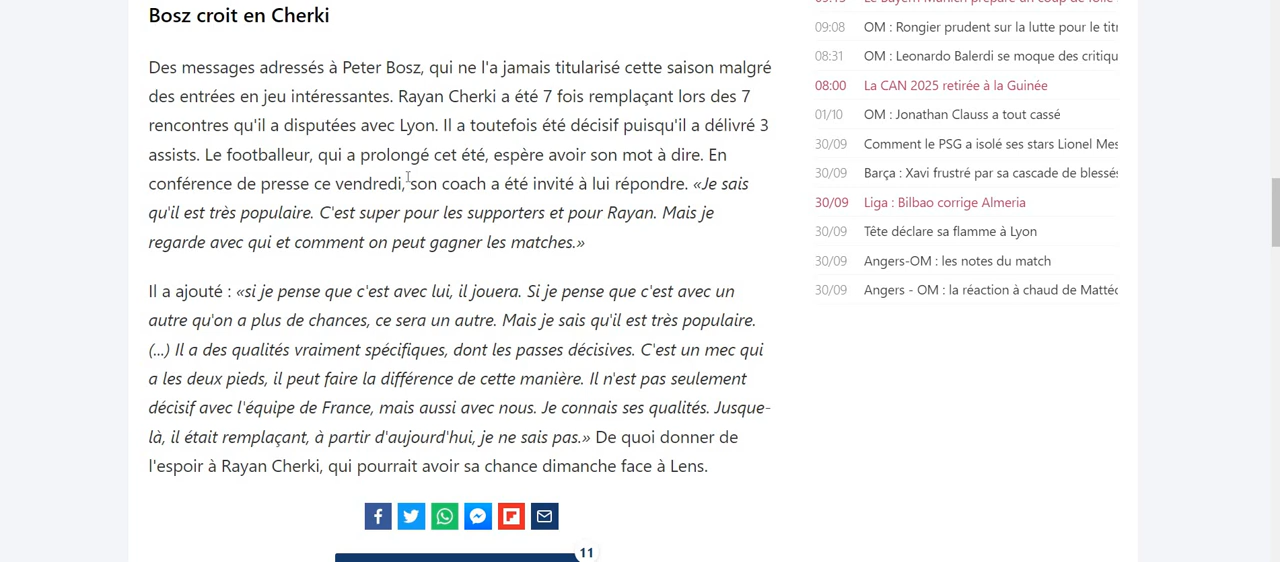 Bosz croit en Cherki
Des messages adressés à Peter Bosz, qui ne l'a jamais titularisé cette saison malgré
des entrées en jeu intéressantes. Rayan Cherki a été 7 fois remplaçant lors des 7
rencontres qu'il a disputées avec Lyon. Il a toutefois été décisif puisqu'il a délivré 3
assists. Le footballeur, qui a prolongé cet été, espère avoir son mot à dire. En
conférence de presse ce vendredi, son coach a été invité à lui répondre. «Je sais
qu'il est très populaire. C'est super pour les supporters et pour Rayan. Mais je
regarde avec qui et comment on peut gagner les matches.»
Il a ajouté : «si je pense que c'est avec lui, il jouera. Si je pense que c'est avec un
autre qu'on a plus de chances, ce sera un autre. Mais je sais qu'il est très populaire.
(...) Il a des qualités vraiment spécifiques, dont les passes décisives. C'est un mec qui
a les deux pieds, il peut faire la différence de cette manière. Il n'est pas seulement
décisif avec l'équipe de France, mais aussi avec nous. Je connais ses qualités. Jusque-
là, il était remplaçant, à partir d'aujourd'hui, je ne sais pas.» De quoi donner de
l'espoir à Rayan Cherki, qui pourrait avoir sa chance dimanche face à Lens.
11
09:08 OM : Rongier prudent sur la lutte pour le titr
08:31 OM : Leonardo Balerdi se moque des critiqu
08:00 La CAN 2025 retirée à la Guinée
01/10 OM : Jonathan Clauss a tout cassé
30/09 Comment le PSG a isolé ses stars Lionel Mes
30/09 Barça : Xavi frustré par sa cascade de blessés
30/09 Liga : Bilbao corrige Almeria
30/09 Tête déclare sa flamme à Lyon
30/09 Angers-OM : les notes du match
30/09 Angers - OM : la réaction à chaud de Mattéo